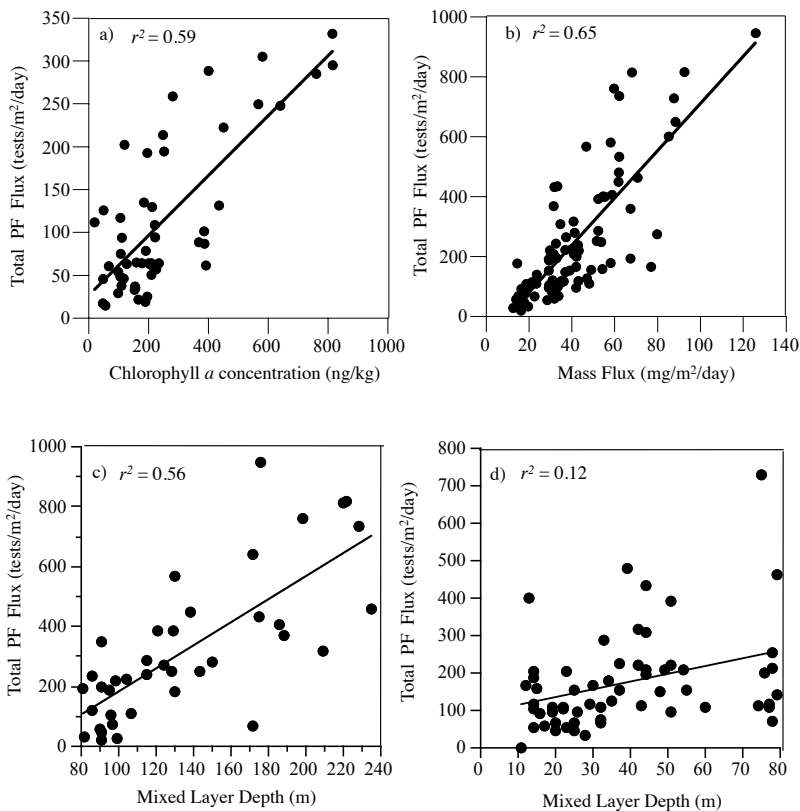 a) r² = 0.59
Total PF Flux (tests/m²/day)
350
300
250
200
150
100
50
0
0 200 400 600 800 1000
Chlorophyll a concentration (ng/kg)
b) r² = 0.65
Total PF Flux (tests/m²/day)
1000
800
600
400
200
0
0 20 40 60 80 100 120 140
Mass Flux (mg/m²/day)
c) r² = 0.56
Total PF Flux (tests/m²/day)
1000
800
600
400
200
0
80 100 120 140 160 180 200 220 240
Mixed Layer Depth (m)
d) r² = 0.12
Total PF Flux (tests/m²/day)
800
700
600
500
400
300
200
100
0
0 10 20 30 40 50 60 70 80
Mixed Layer Depth (m)